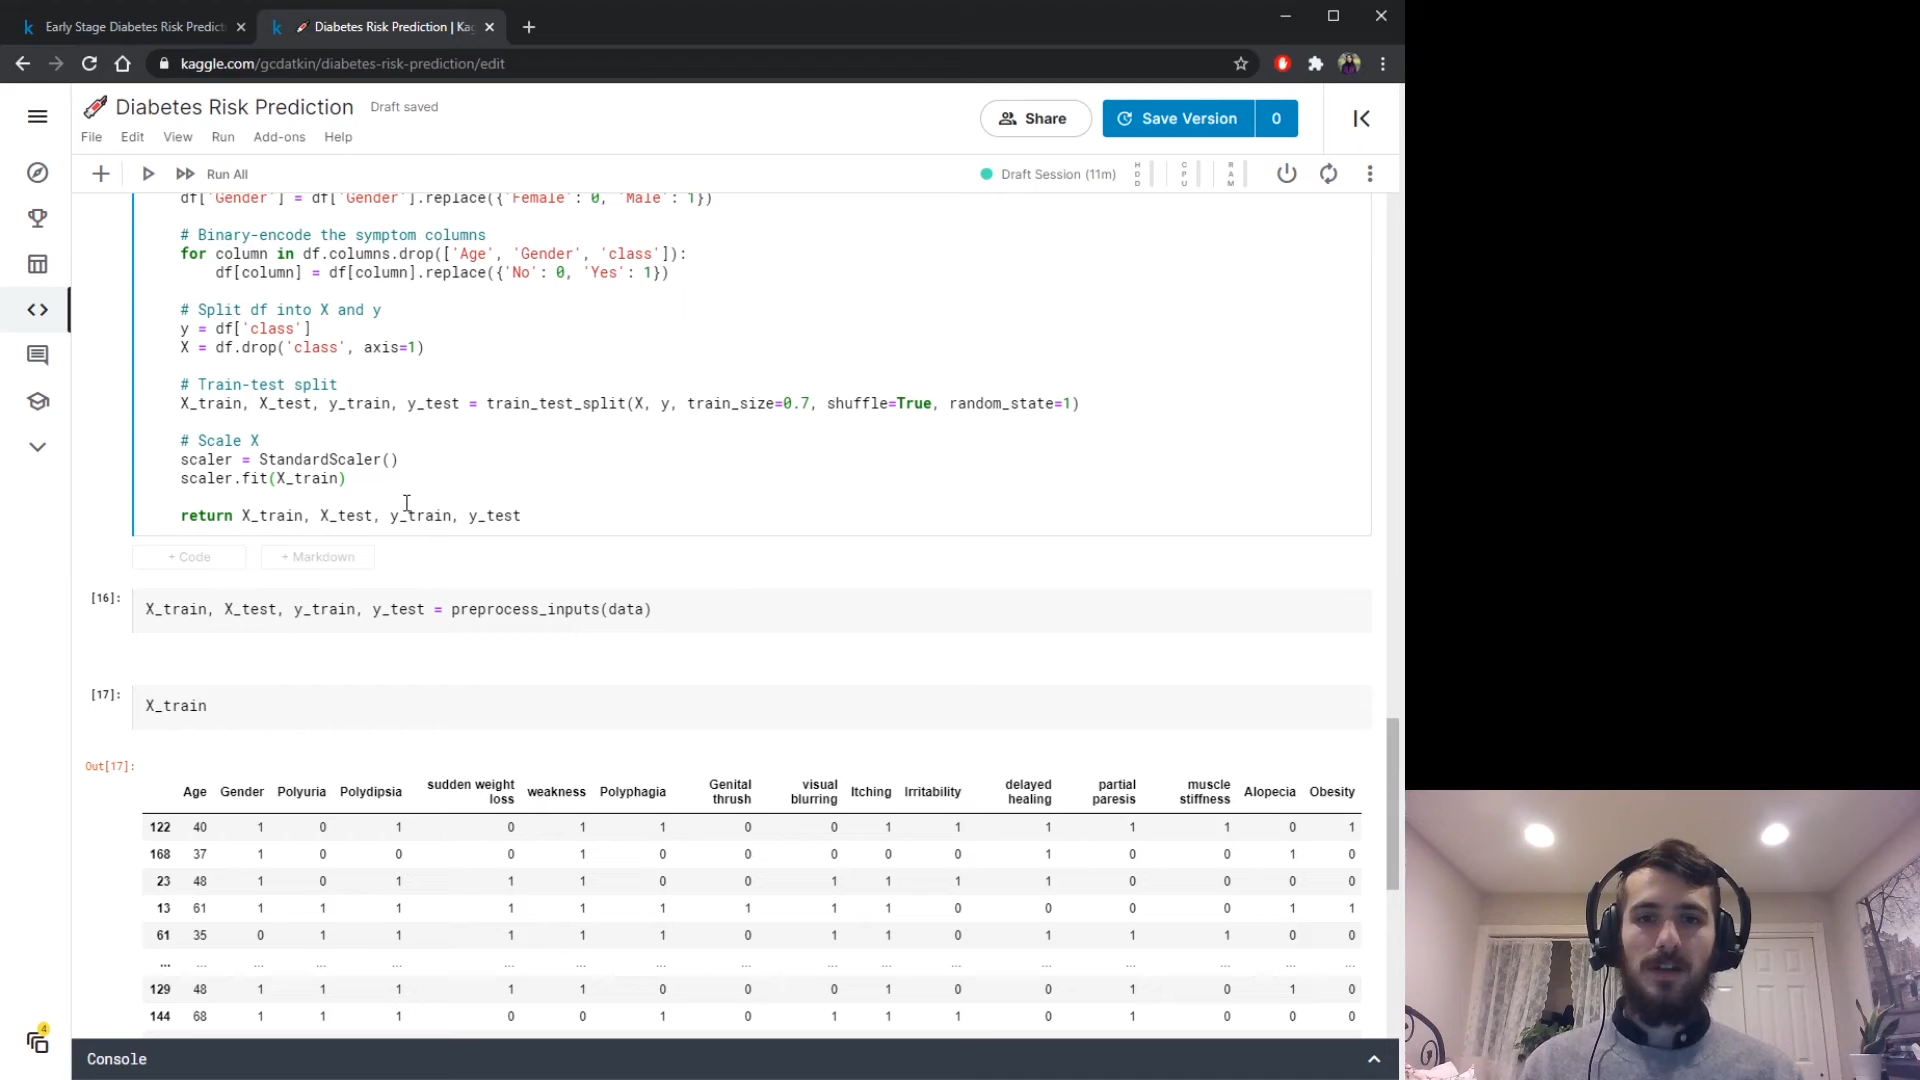 Early Stage Diabetes Risk Predict
Diabetes Risk Prediction | Kag
kaggle.com/gcdatkin/diabetes-risk-prediction/edit
Diabetes Risk Prediction
Draft saved
Share
Save Version
0
File Edit View Run Add-ons Help
Run All
Draft Session (11m)
HDD
CPU
RAM
df['Gender'] = df['Gender'].replace({'Female': 0, 'Male': 1})
# Binary-encode the symptom columns
for column in df.columns.drop(['Age', 'Gender', 'class']):
df[column] = df[column].replace({'No': 0, 'Yes': 1})
# Split df into X and y
y = df['class']
X = df.drop('class', axis=1)
# Train-test split
X_train, X_test, y_train, y_test = train_test_split(X, y, train_size=0.7, shuffle=True, random_state=1)
# Scale X
scaler = StandardScaler()
scaler.fit(X_train)
return X_train, X_test, y_train, y_test
+ Code + Markdown
[16]: X_train, X_test, y_train, y_test = preprocess_inputs(data)
[17]: X_train
Out[17]:
Age Gender Polyuria Polydipsia sudden weight loss weakness Polyphagia Genital thrush visual blurring Itching Irritability delayed healing partial paresis muscle stiffness Alopecia Obesity
122 40 1 0 1 0 1 1 0 0 1 1 1 1 1 0 1
168 37 1 0 0 0 1 0 0 0 0 0 1 0 0 1 0
23 48 1 0 1 1 1 0 0 1 1 1 1 0 0 0 0
13 61 1 1 1 1 1 1 1 1 1 0 0 0 0 1 1
61 35 0 1 1 1 1 1 0 1 1 0 1 1 1 0 0
... ... ... ... ... ... ... ... ... ... ... ... ... ... ... ... ...
129 48 1 1 1 1 1 0 0 0 1 0 0 1 0 1 0
144 68 1 1 1 0 0 1 0 1 1 1 0 1 0 0 0
4
Console